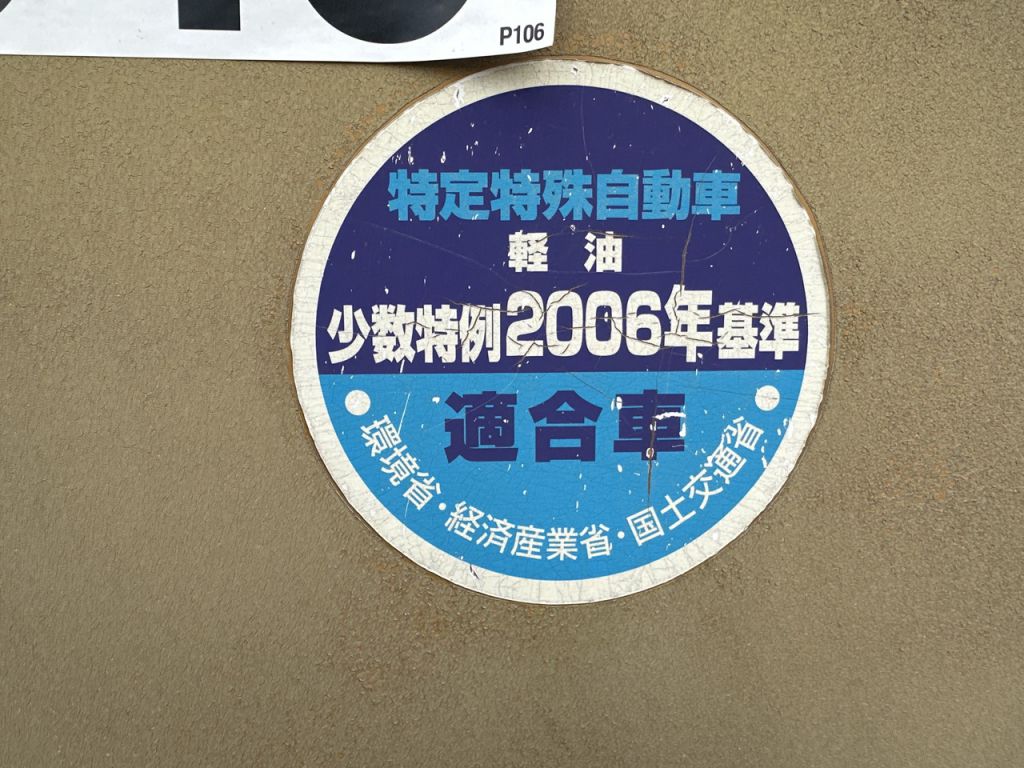 P106
特定特殊自動車
軽油
少数特例2006年基準
適合車
環境省・経済産業省・国土交通省